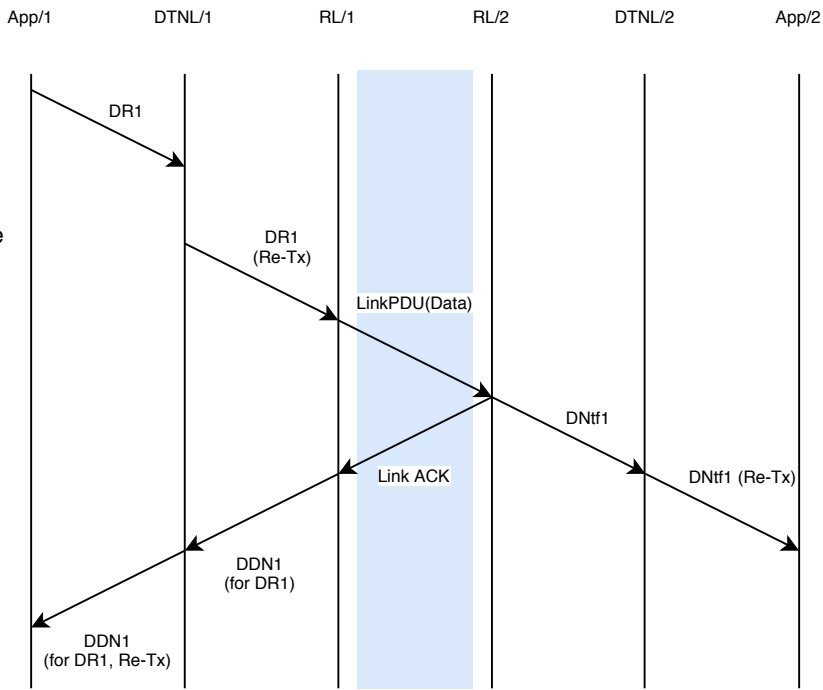 App/1 DTNL/1 RL/1 RL/2 DTNL/2 App/2
DR1
e
DR1
(Re-Tx)
LinkPDU(Data)
DNtf1
Link ACK
DNtf1 (Re-Tx)
DDN1
(for DR1)
DDN1
(for DR1, Re-Tx)